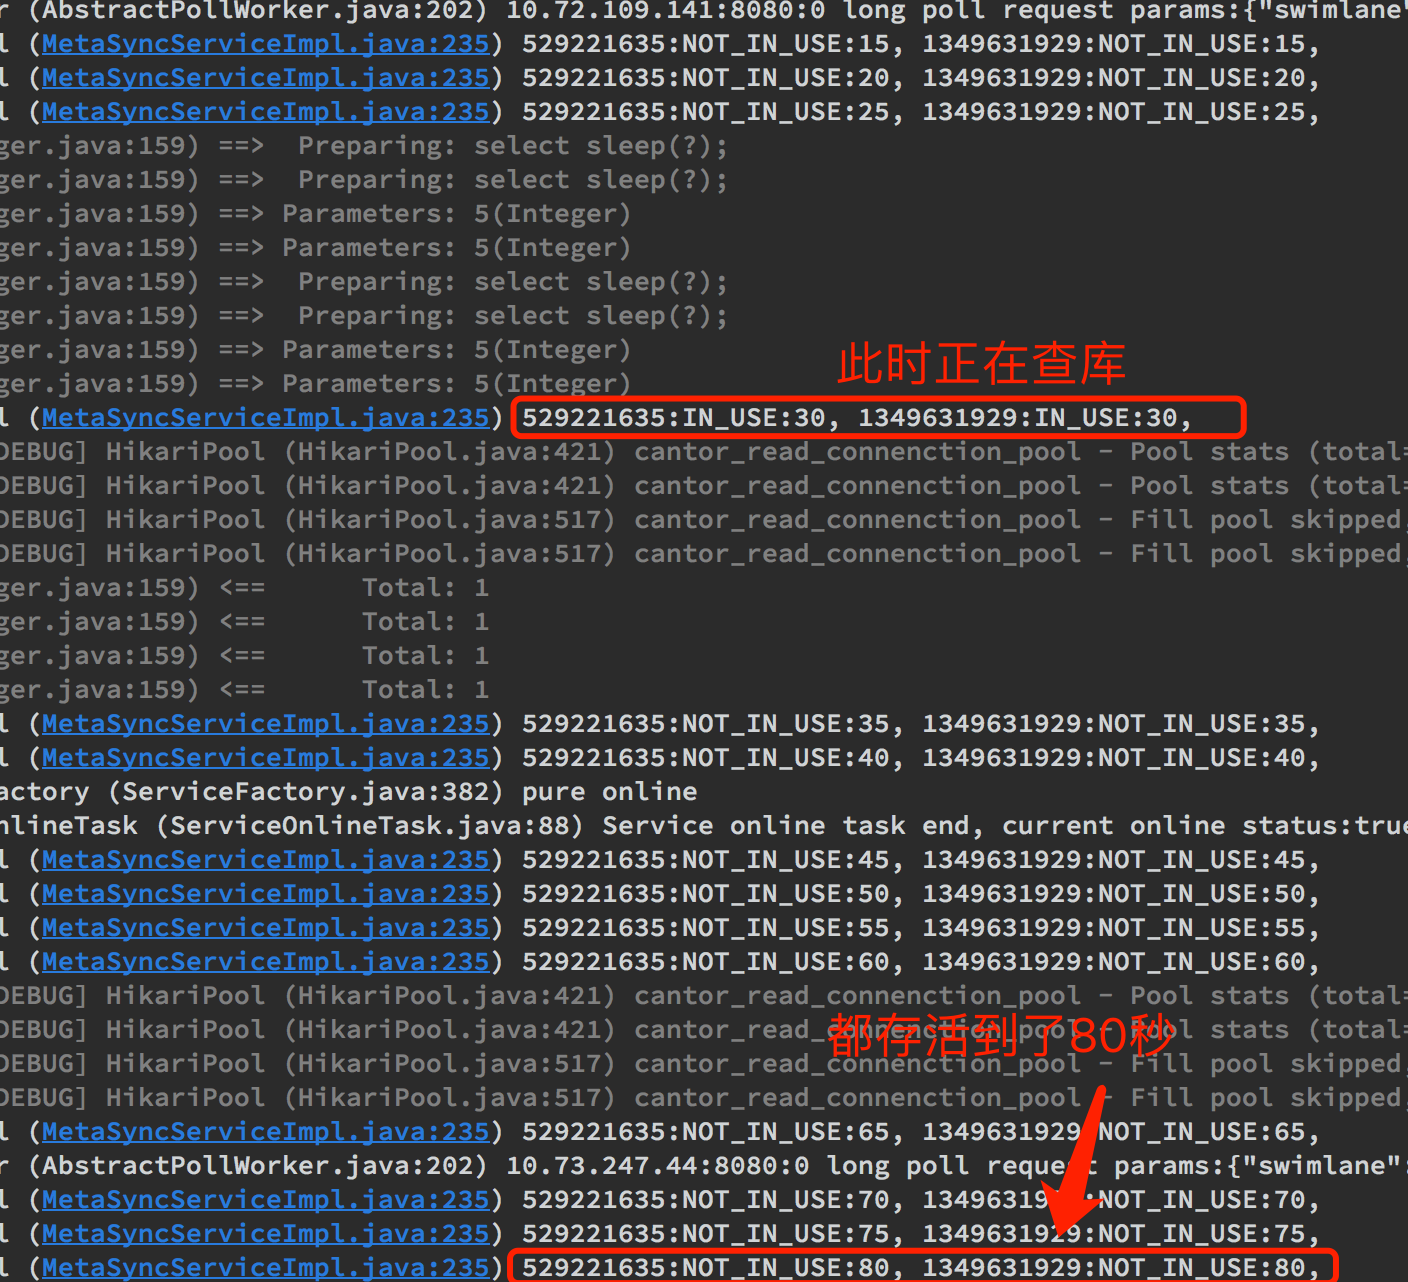 r (AbstractPollWorker.java:202) 10.72.109.141:8080:0 long poll request params:{"swimlane"
l (MetaSyncServiceImpl.java:235) 529221635:NOT_IN_USE:15, 1349631929:NOT_IN_USE:15,
l (MetaSyncServiceImpl.java:235) 529221635:NOT_IN_USE:20, 1349631929:NOT_IN_USE:20,
l (MetaSyncServiceImpl.java:235) 529221635:NOT_IN_USE:25, 1349631929:NOT_IN_USE:25,
ger.java:159) ==>  Preparing: select sleep(?);
ger.java:159) ==>  Preparing: select sleep(?);
ger.java:159) ==> Parameters: 5(Integer)
ger.java:159) ==> Parameters: 5(Integer)
ger.java:159) ==>  Preparing: select sleep(?);
ger.java:159) ==>  Preparing: select sleep(?);
ger.java:159) ==> Parameters: 5(Integer)
此时正在查库
ger.java:159) ==> Parameters: 5(Integer)
l (MetaSyncServiceImpl.java:235) 529221635:IN_USE:30, 1349631929:IN_USE:30,
DEBUG] HikariPool (HikariPool.java:421) cantor_read_connenction_pool - Pool stats (total=
DEBUG] HikariPool (HikariPool.java:421) cantor_read_connenction_pool - Pool stats (total=
DEBUG] HikariPool (HikariPool.java:517) cantor_read_connenction_pool - Fill pool skipped,
DEBUG] HikariPool (HikariPool.java:517) cantor_read_connenction_pool - Fill pool skipped,
ger.java:159) <==      Total: 1
ger.java:159) <==      Total: 1
ger.java:159) <==      Total: 1
ger.java:159) <==      Total: 1
l (MetaSyncServiceImpl.java:235) 529221635:NOT_IN_USE:35, 1349631929:NOT_IN_USE:35,
l (MetaSyncServiceImpl.java:235) 529221635:NOT_IN_USE:40, 1349631929:NOT_IN_USE:40,
actory (ServiceFactory.java:382) pure online
nlineTask (ServiceOnlineTask.java:88) Service online task end, current online status:true
l (MetaSyncServiceImpl.java:235) 529221635:NOT_IN_USE:45, 1349631929:NOT_IN_USE:45,
l (MetaSyncServiceImpl.java:235) 529221635:NOT_IN_USE:50, 1349631929:NOT_IN_USE:50,
l (MetaSyncServiceImpl.java:235) 529221635:NOT_IN_USE:55, 1349631929:NOT_IN_USE:55,
l (MetaSyncServiceImpl.java:235) 529221635:NOT_IN_USE:60, 1349631929:NOT_IN_USE:60,
DEBUG] HikariPool (HikariPool.java:421) cantor_read_connenction_pool - Pool stats (total=
DEBUG] HikariPool (HikariPool.java:421) cantor_read_connenction_pool - Pool stats (total=
都存活到了80秒
DEBUG] HikariPool (HikariPool.java:517) cantor_read_connenction_pool - Fill pool skipped,
DEBUG] HikariPool (HikariPool.java:517) cantor_read_connenction_pool - Fill pool skipped,
l (MetaSyncServiceImpl.java:235) 529221635:NOT_IN_USE:65, 1349631929:NOT_IN_USE:65,
r (AbstractPollWorker.java:202) 10.73.247.44:8080:0 long poll request params:{"swimlane":
l (MetaSyncServiceImpl.java:235) 529221635:NOT_IN_USE:70, 1349631929:NOT_IN_USE:70,
l (MetaSyncServiceImpl.java:235) 529221635:NOT_IN_USE:75, 1349631929:NOT_IN_USE:75,
l (MetaSyncServiceImpl.java:235) 529221635:NOT_IN_USE:80, 1349631929:NOT_IN_USE:80,